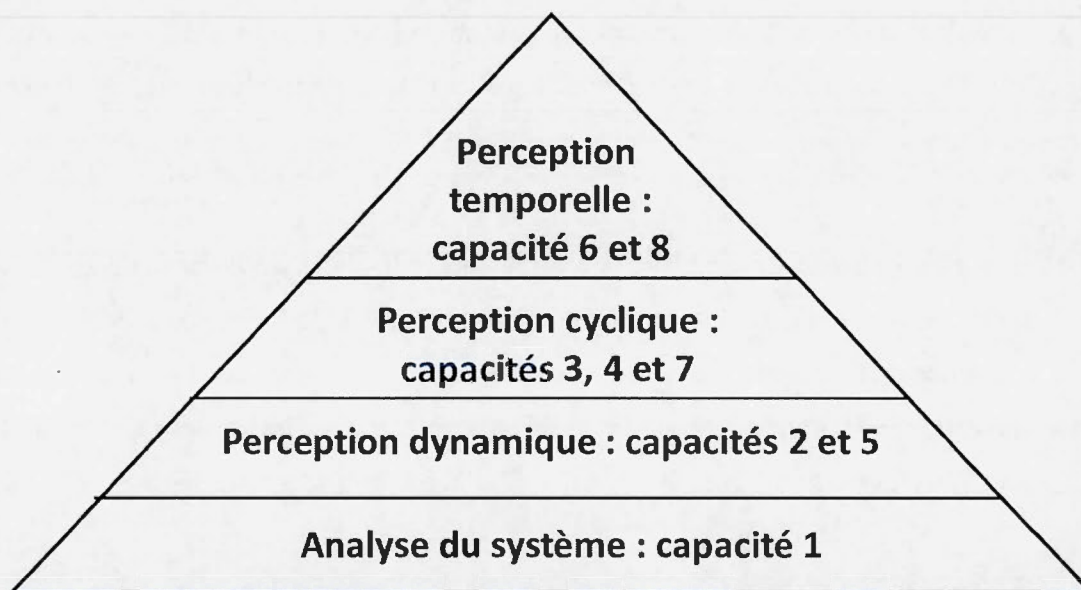 Perception
temporelle :
capacité 6 et 8
Perception cyclique :
capacités 3, 4 et 7
Perception dynamique : capacités 2 et 5
Analyse du système : capacité 1